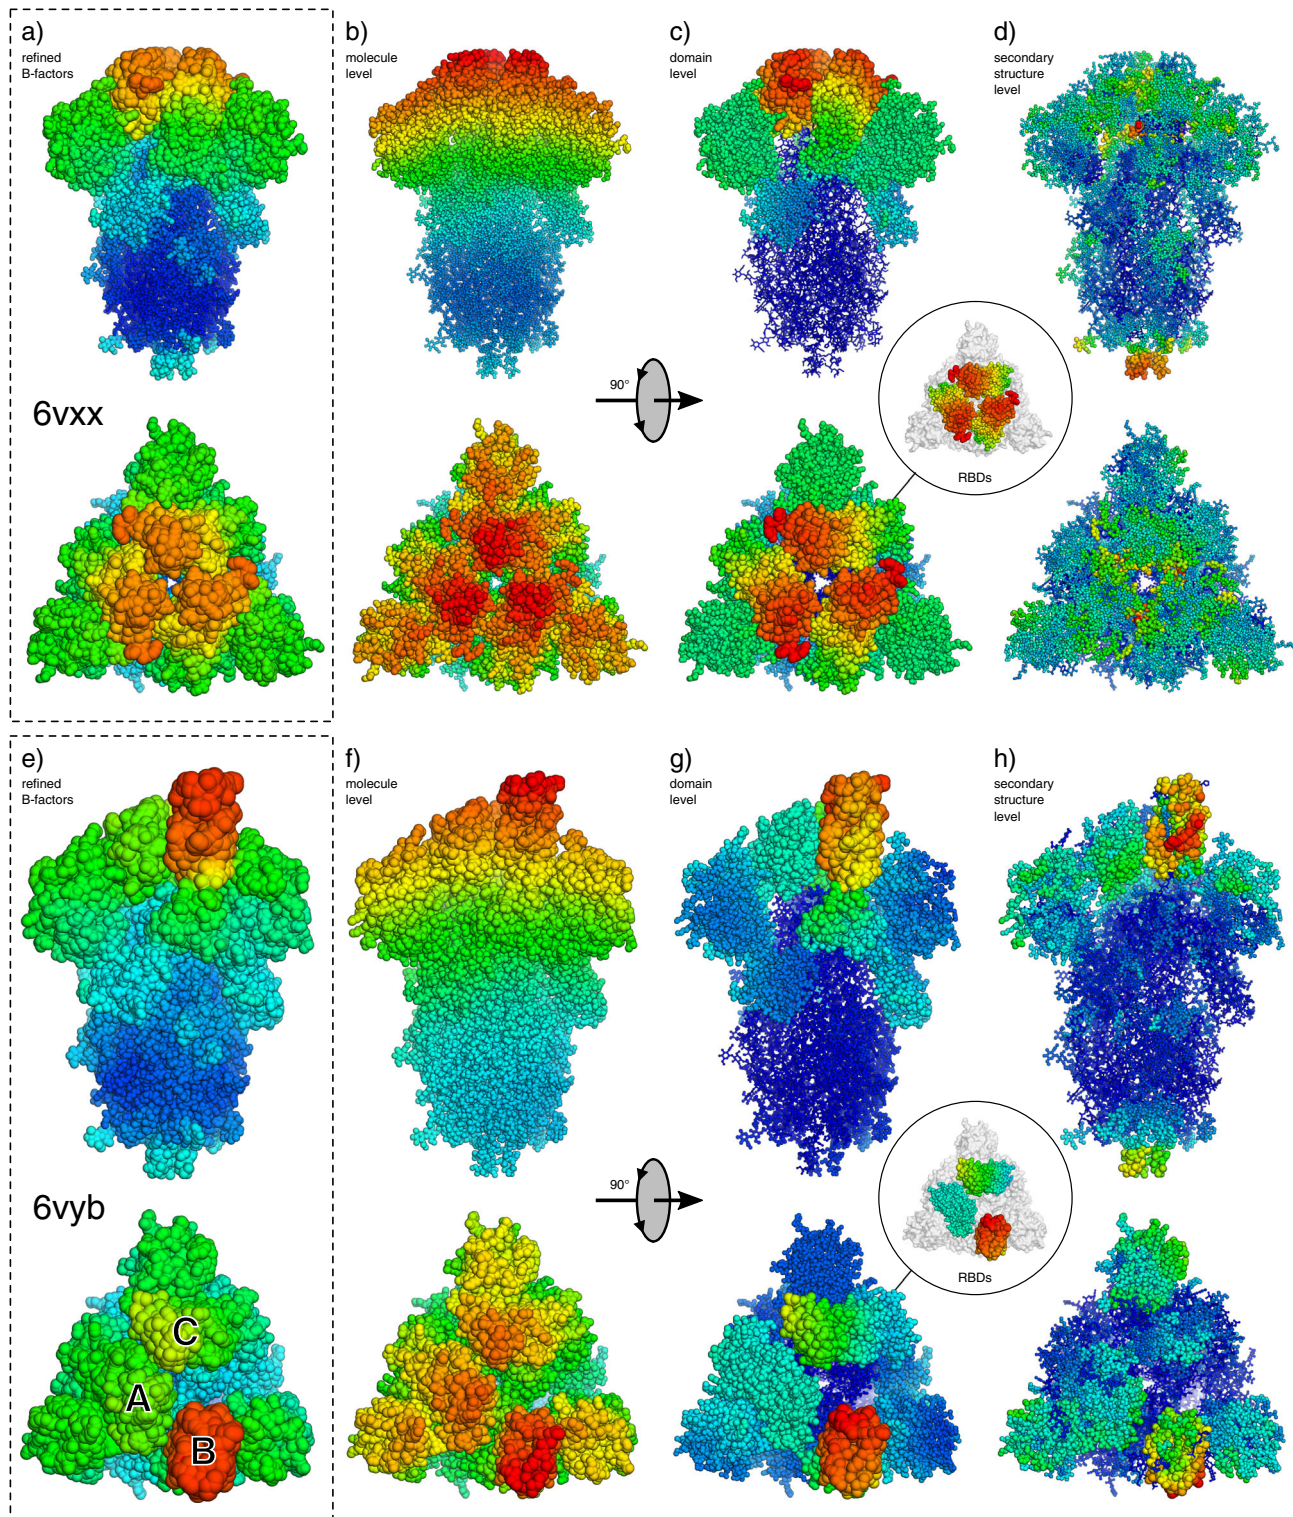 a)
refined
B-factors
b)
molecule
level
c)
domain
level
d)
secondary
structure
level
90°
RBDs
6vxx
e)
refined
B-factors
f)
molecule
level
g)
domain
level
h)
secondary
structure
level
90°
RBDs
6vyb
C
A
B